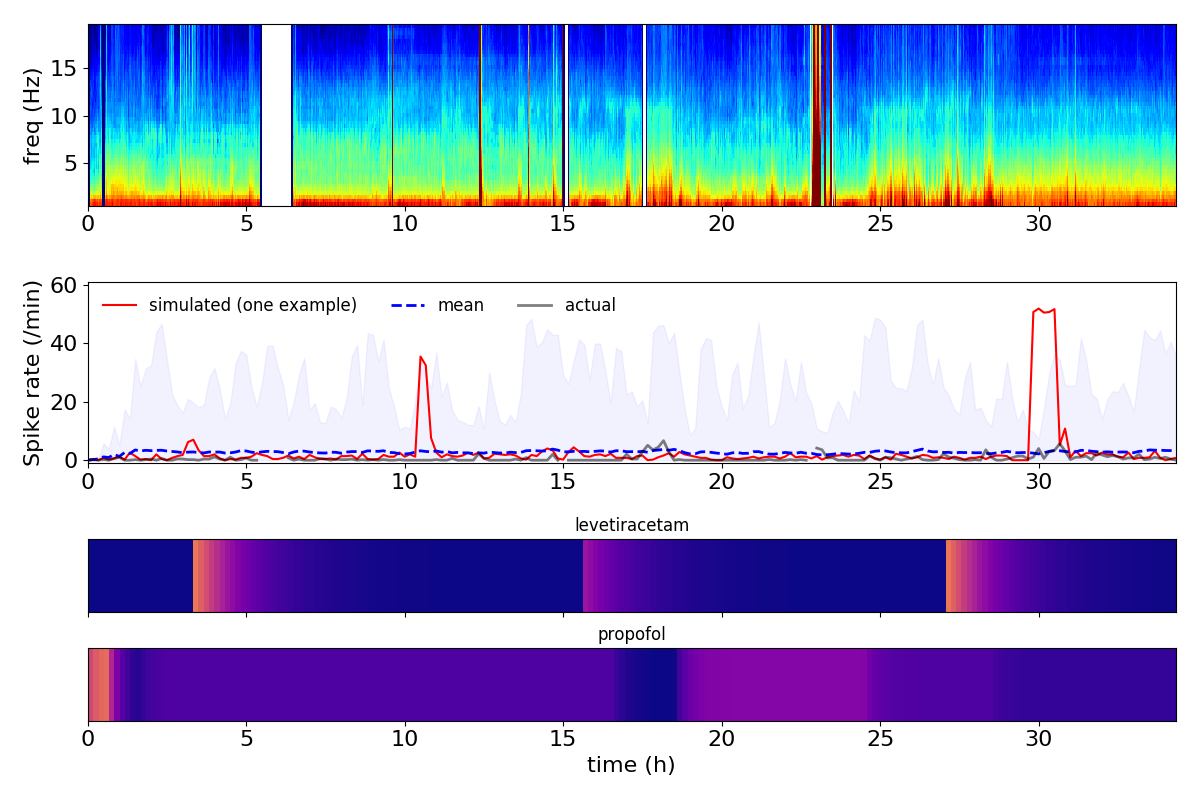 freq (Hz)
15
10
5
0 5 10 15 20 25 30
Spike rate (/min)
60
40
20
0
simulated (one example) mean actual
0 5 10 15 20 25 30
levetiracetam
propofol
0 5 10 15 20 25 30
time (h)